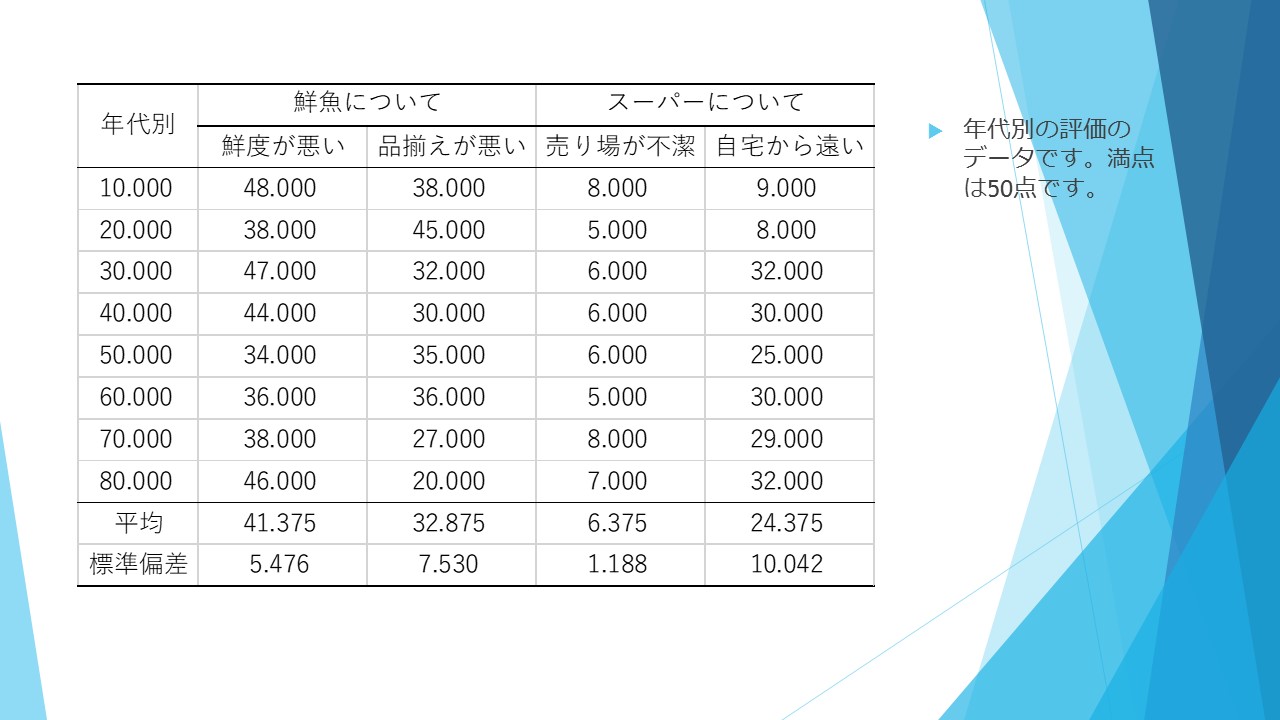 年代別 鮮魚について スーパーについて
鮮度が悪い 品揃えが悪い 売り場が不潔 自宅から遠い
10.000 48.000 38.000 8.000 9.000
20.000 38.000 45.000 5.000 8.000
30.000 47.000 32.000 6.000 32.000
40.000 44.000 30.000 6.000 30.000
50.000 34.000 35.000 6.000 25.000
60.000 36.000 36.000 5.000 30.000
70.000 38.000 27.000 8.000 29.000
80.000 46.000 20.000 7.000 32.000
平均 41.375 32.875 6.375 24.375
標準偏差 5.476 7.530 1.188 10.042
年代別の評価の
データです。満点
は50点です。